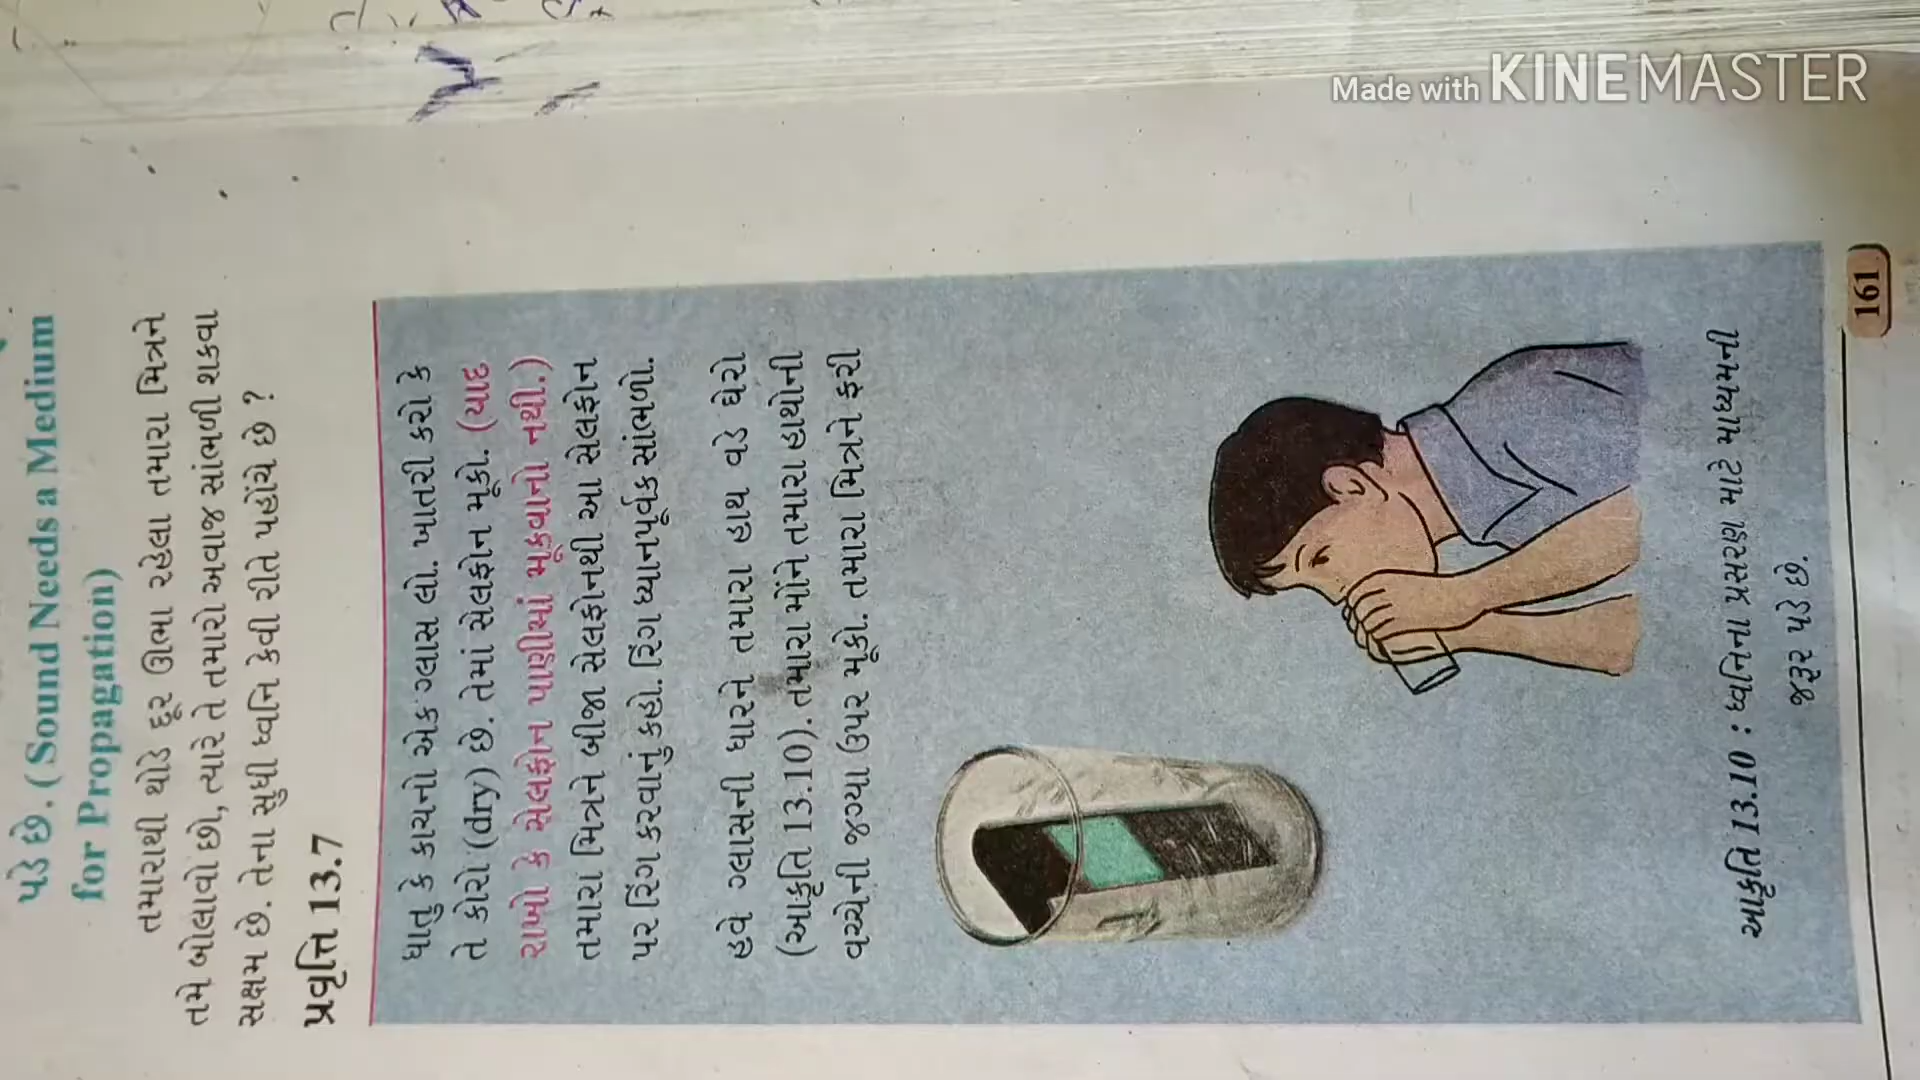 પડે છે. (Sound Needs a Medium
for Propagation)
તમારાથી થોડે દૂર ઊભા રહેલા તમારા મિત્રને
તમે બોલાવો છો, ત્યારે તે તમારો અવાજ સાંભળી શકવા
સક્ષમ છે. તેના સુધી ધ્વનિ કેવી રીતે પહોંચે છે ?
પ્રવૃત્તિ 13.7
ધાતુ કે કાચનો એક ગ્લાસ લો. ખાતરી કરો કે
તે કોરો (dry) છે. તેમાં સેલફોન મૂકો. (યાદ
રાખો કે સેલફોન પાણીમાં મૂકવાનો નથી.)
તમારા મિત્રને બીજા સેલફોનથી આ સેલફોન
પર રિંગ કરવાનું કહો. રિંગ ધ્યાનપૂર્વક સાંભળો.
હવે ગ્લાસની ધારને તમારા હાથ વડે ઘેરો
(આકૃતિ 13.10). તમારા મોંને તમારા હાથોની
વચ્ચેની જગ્યા ઉપર મૂકો. તમારા મિત્રને ફરી
આકૃતિ 13.10 : ધ્વનિના પ્રસરણ માટે માધ્યમની
જરૂર પડે છે.
161
Made with KINEMASTER